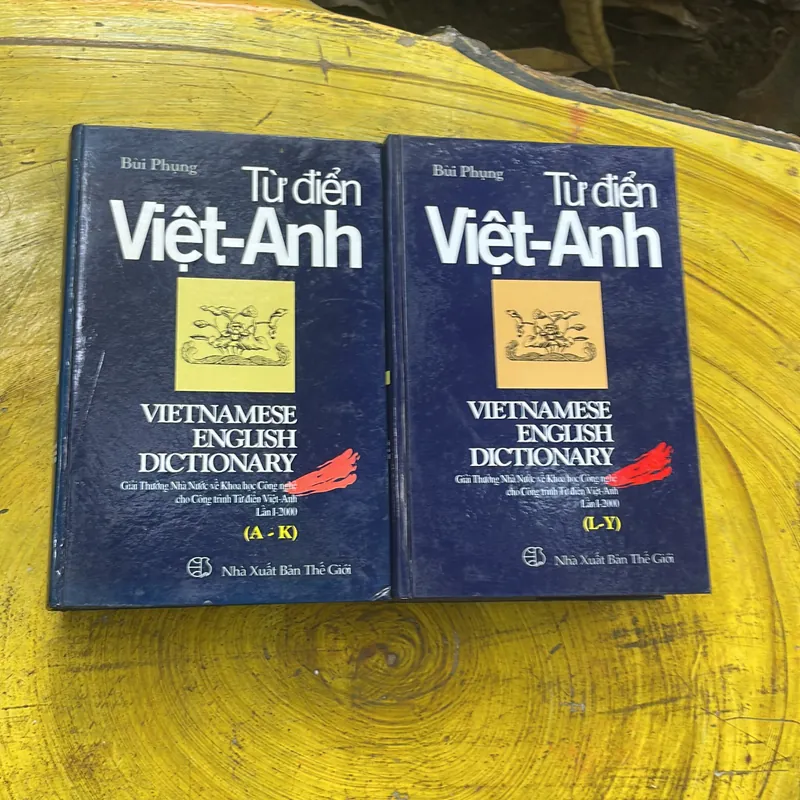 Bùi Phụng
Từ điển
Việt-Anh
VIETNAMESE
ENGLISH
DICTIONARY
Giải Thưởng Nhà Nước về Khoa học Công nghệ
cho Công trình Từ điển Việt-Anh
Lần I-2000
(A - K)
Nhà Xuất Bản Thế Giới
Bùi Phụng
Từ điển
Việt-Anh
VIETNAMESE
ENGLISH
DICTIONARY
Giải Thưởng Nhà Nước về Khoa học Công nghệ
cho Công trình Từ điển Việt-Anh
Lần I-2000
(L-Y)
Nhà Xuất Bản Thế Giới